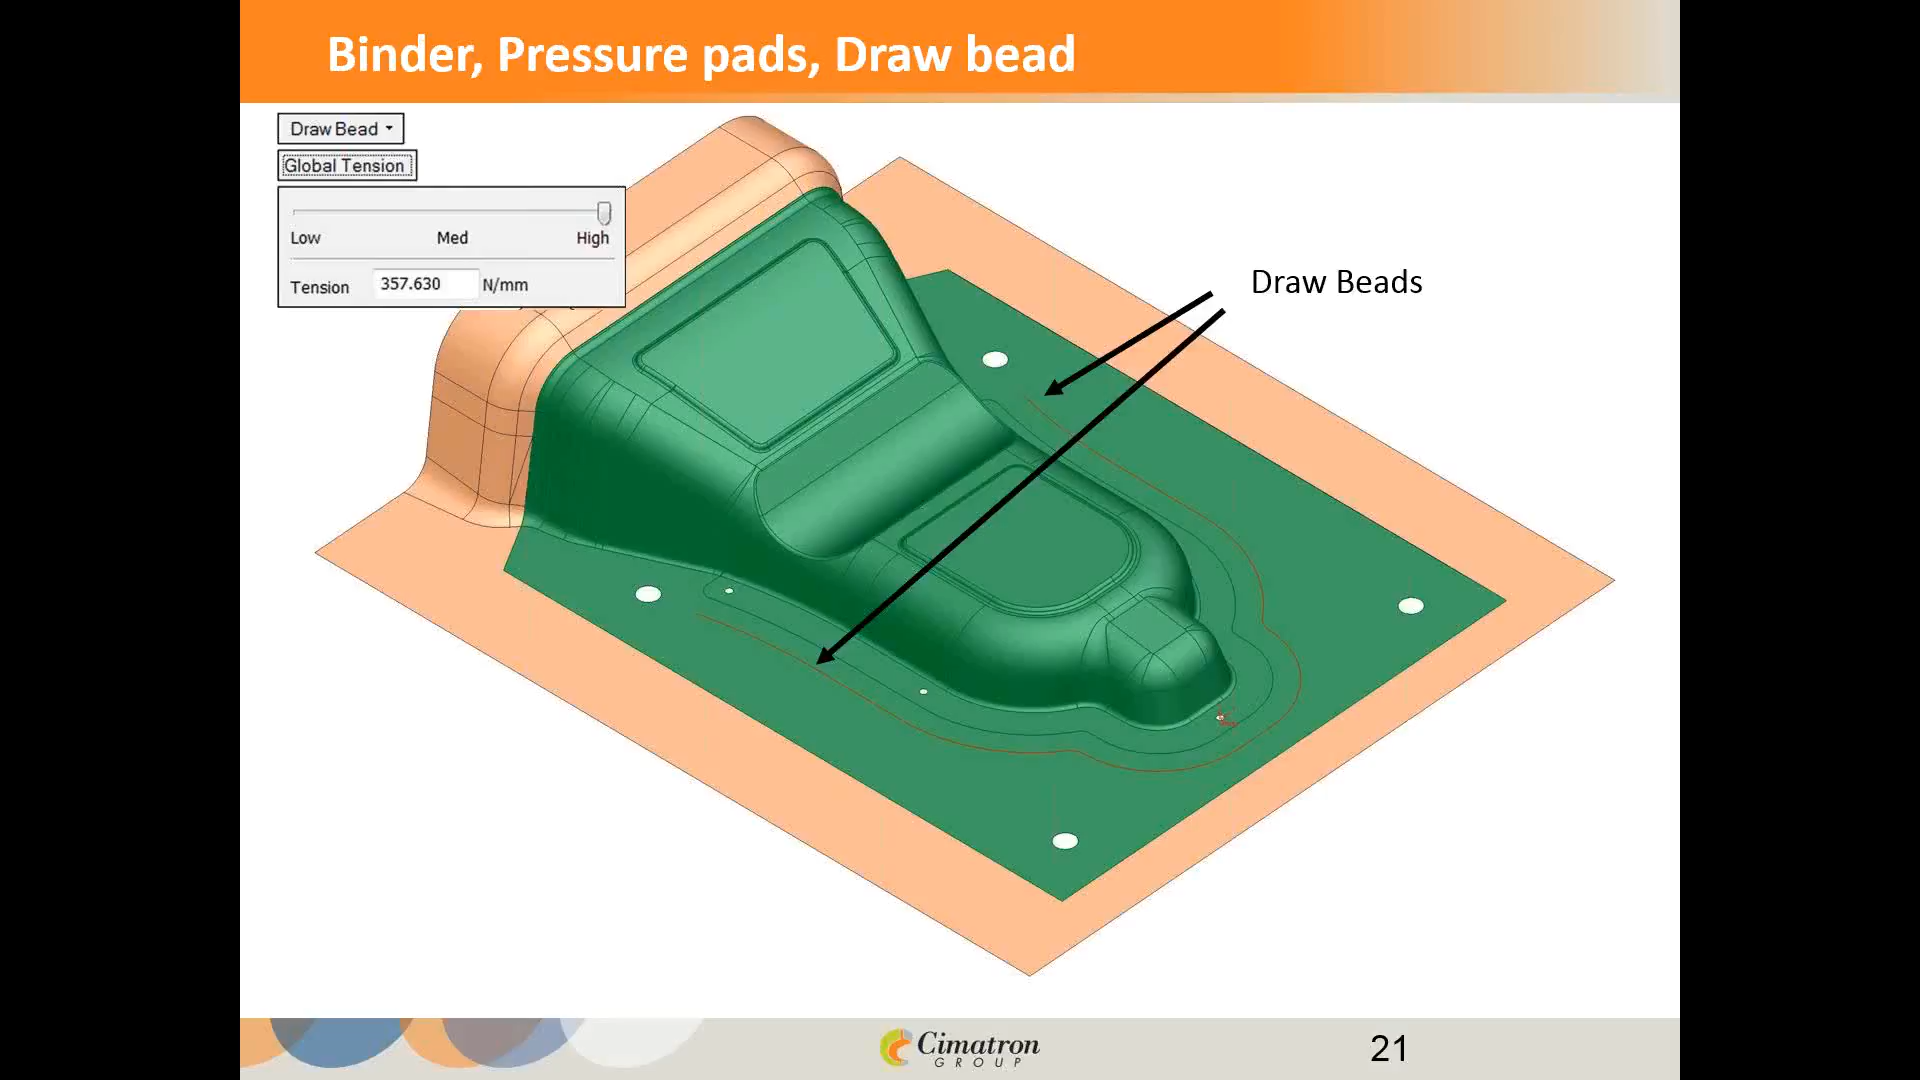 Binder, Pressure pads, Draw bead
Draw Bead
Global Tension
Low Med High
Tension 357.630 N/mm
Draw Beads
Cimatron
GROUP
21